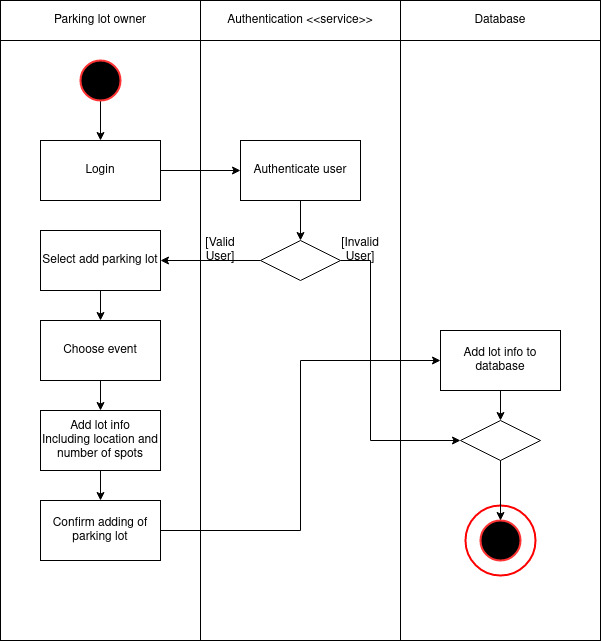 Parking lot owner
Authentication <<service>>
Database
Login
Authenticate user
[Valid
User]
[Invalid
User]
Select add parking lot
Choose event
Add lot info to
database
Add lot info
Including location and
number of spots
Confirm adding of
parking lot